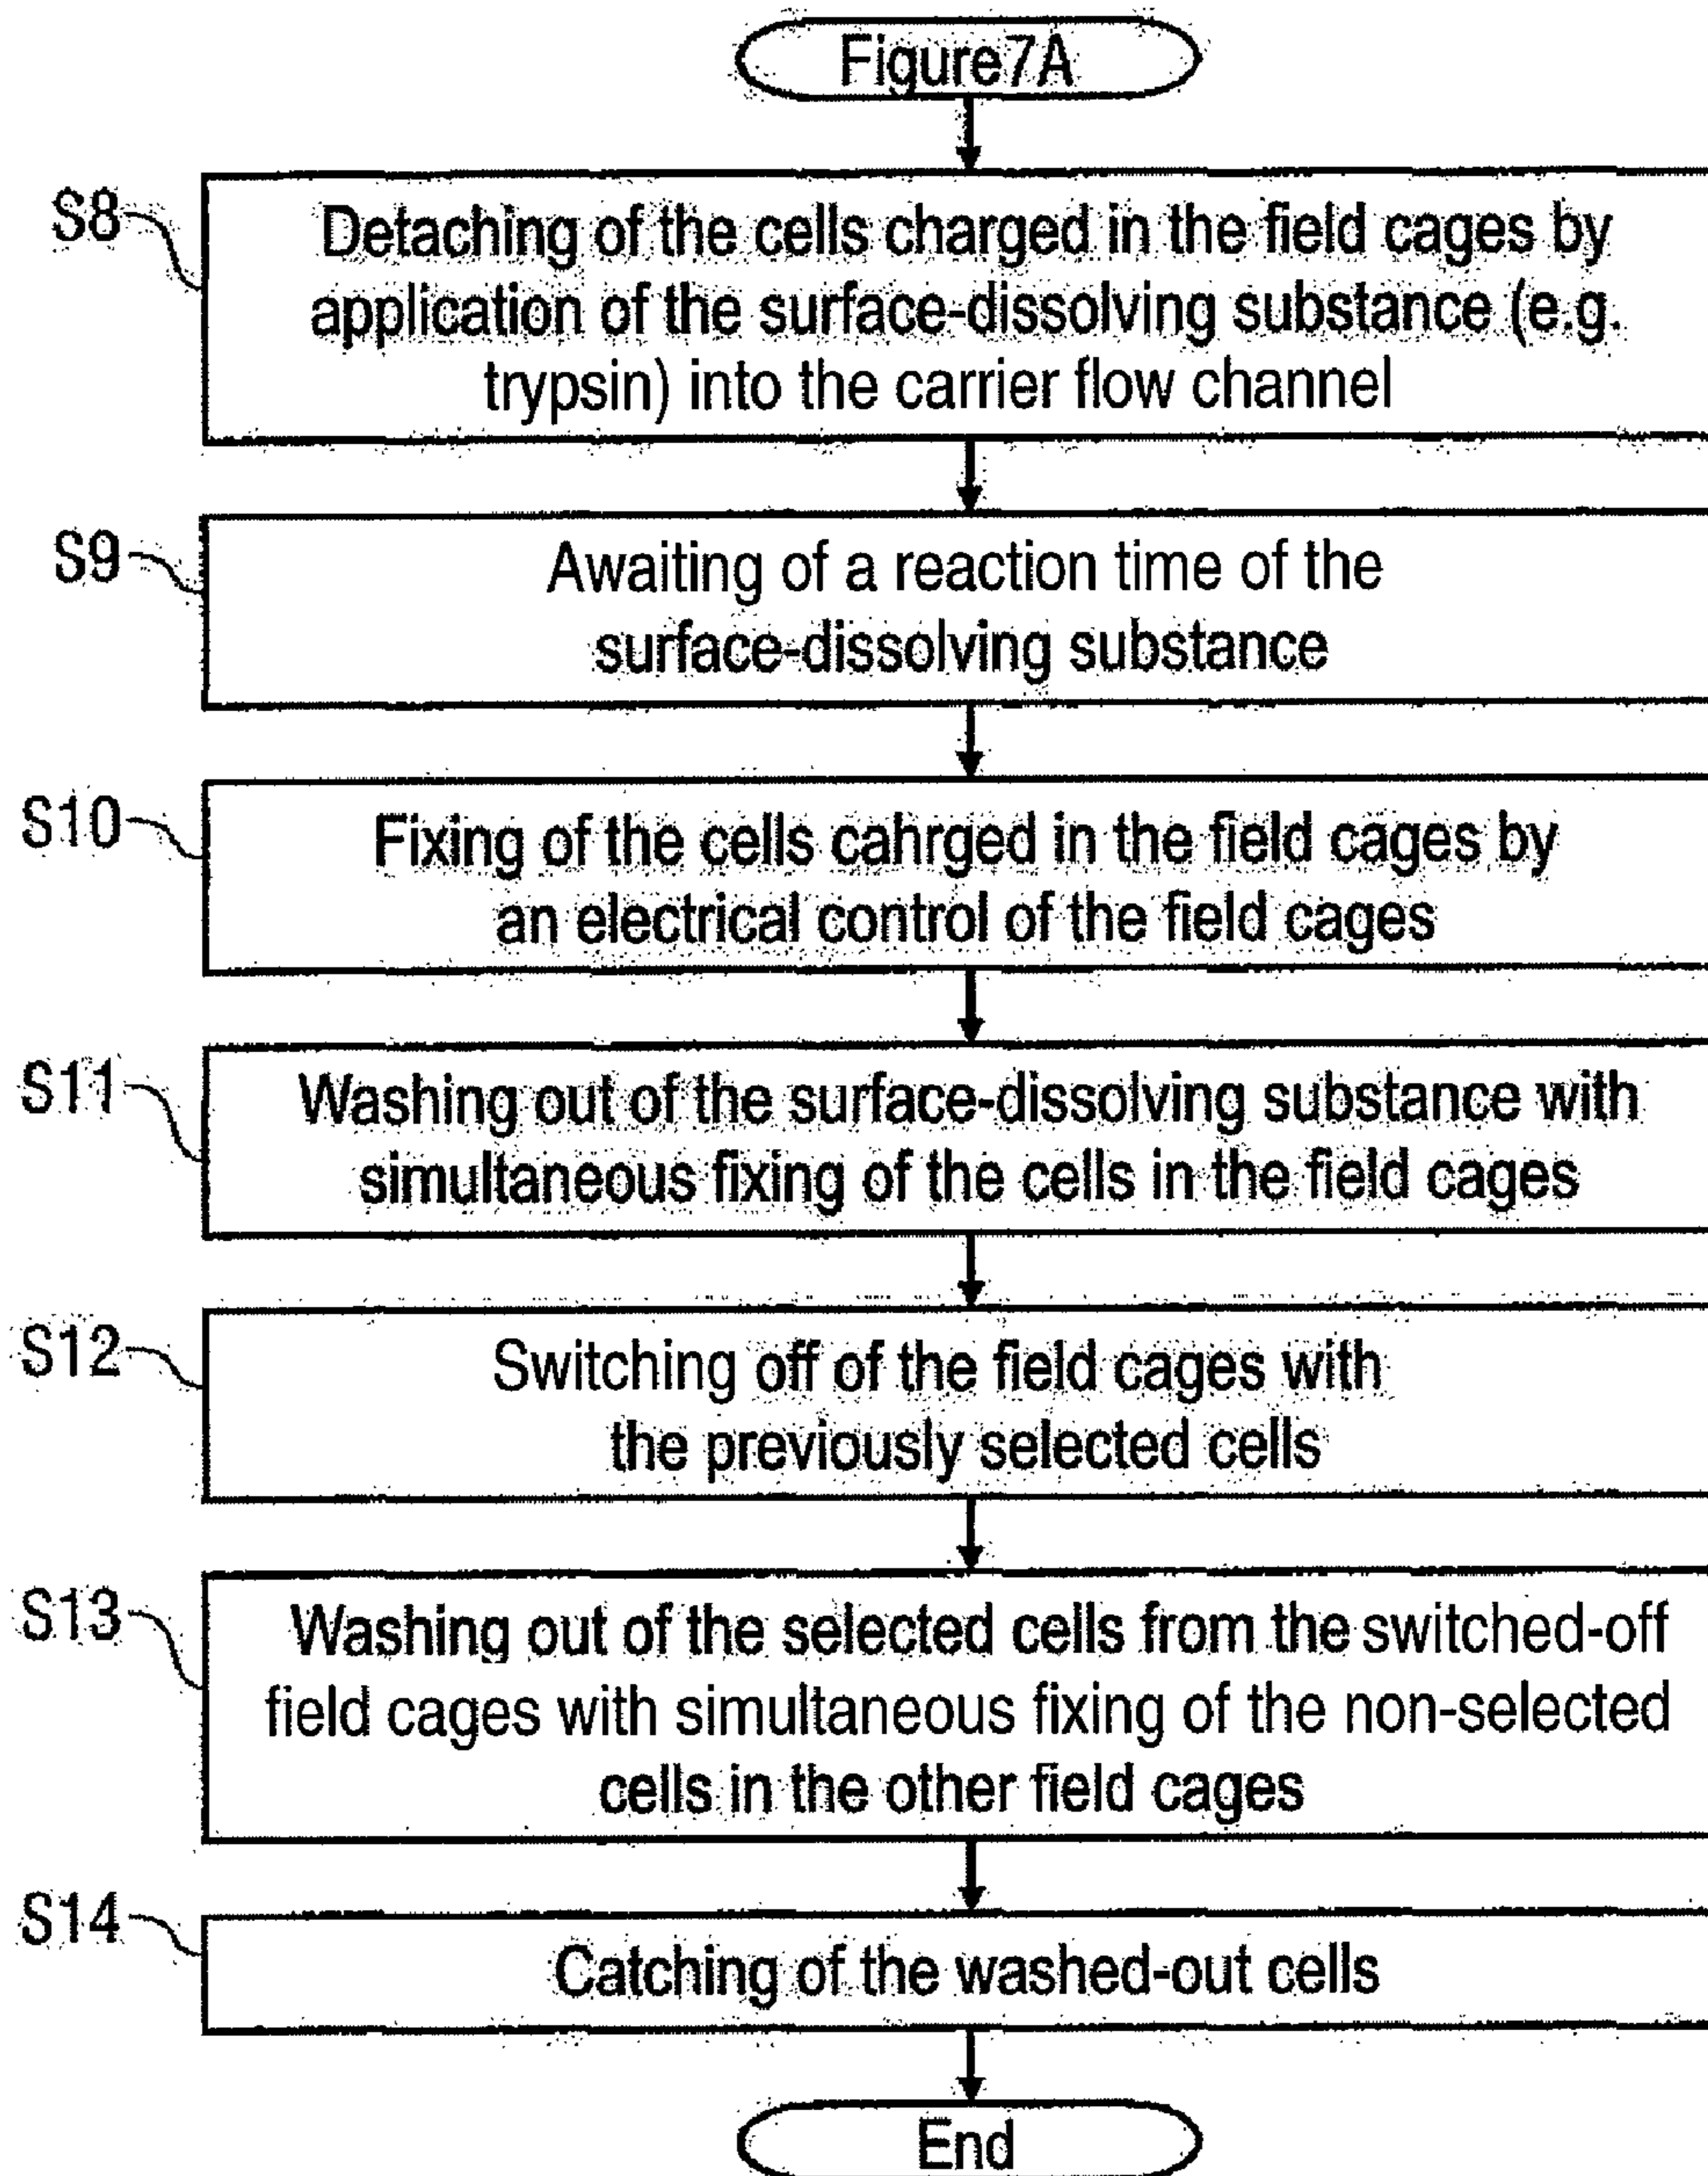 Figure7A
S8
Detaching of the cells charged in the field cages by
application of the surface-dissolving substance (e.g.
trypsin) into the carrier flow channel
S9
Awaiting of a reaction time of the
surface-dissolving substance
S10
Fixing of the cells cahrged in the field cages by
an electrical control of the field cages
S11
Washing out of the surface-dissolving substance with
simultaneous fixing of the cells in the field cages
S12
Switching off of the field cages with
the previously selected cells
S13
Washing out of the selected cells from the switched-off
field cages with simultaneous fixing of the non-selected
cells in the other field cages
S14
Catching of the washed-out cells
End